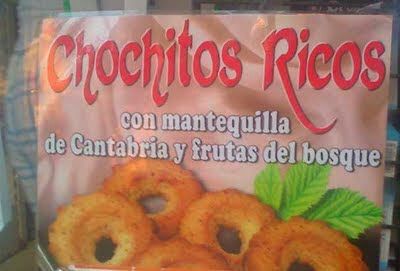 Chochitos Ricos
con mantequilla
de Cantabria y frutas del bosque